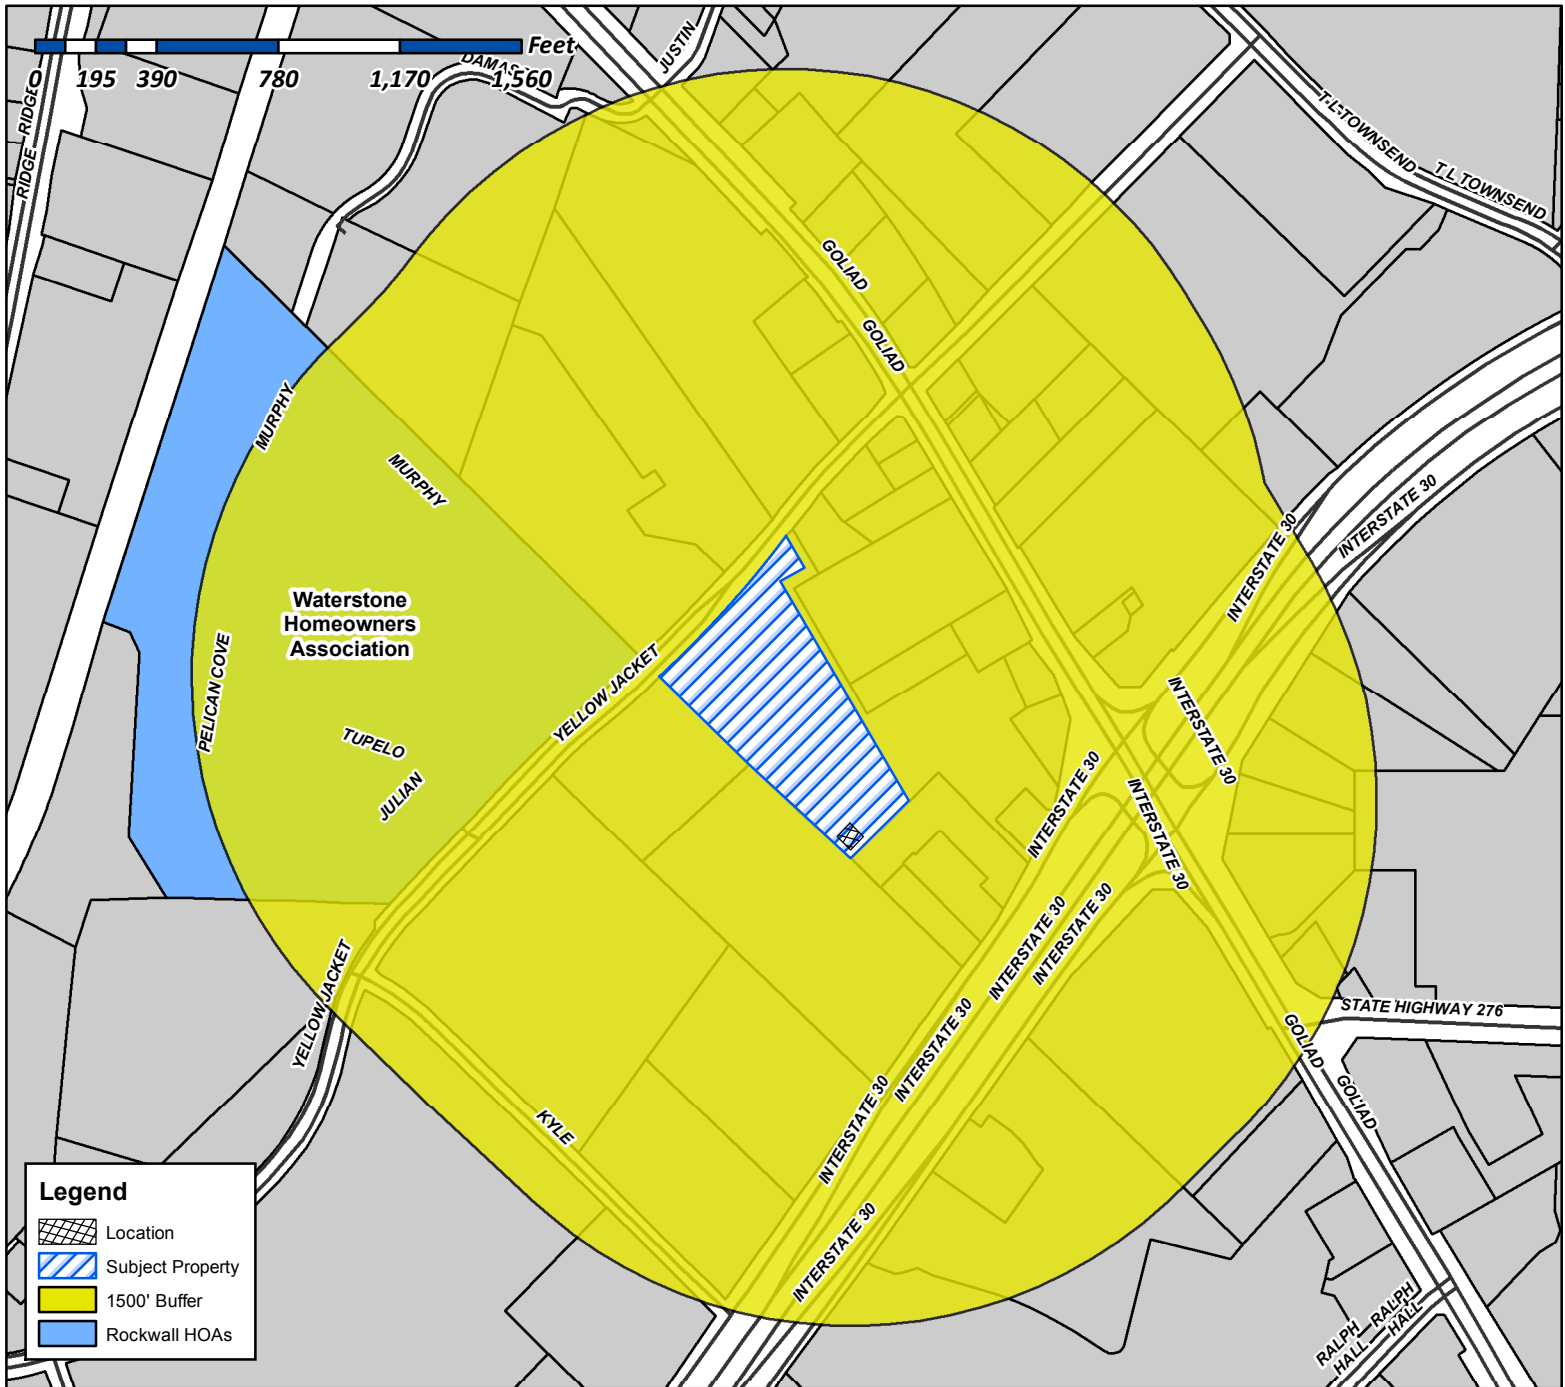 Feet
0 195 390 780 1,170 1,560
RIDGE
RIDGE
JUSTIN
T L TOWNSEND
T L TOWNSEND
GOLIAD
GOLIAD
MURPHY
MURPHY
INTERSTATE 30
INTERSTATE 30
Waterstone
Homeowners
Association
PELICAN COVE
YELLOW JACKET
TUPELO
JULIAN
INTERSTATE 30
INTERSTATE 30
INTERSTATE 30
INTERSTATE 30
INTERSTATE 30
YELLOW JACKET
STATE HIGHWAY 276
GOLIAD
GOLIAD
INTERSTATE 30
INTERSTATE 30
KYLE
INTERSTATE 30
RALPH
HALL
RALPH
HALL
Legend
Location
Subject Property
1500' Buffer
Rockwall HOAs